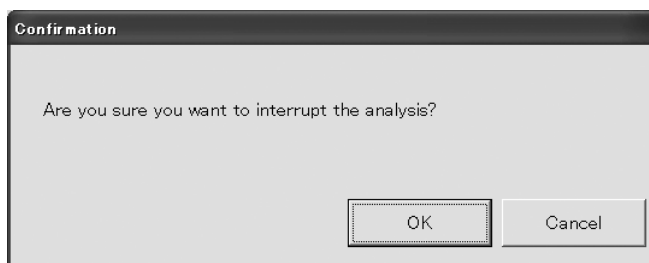 Confirmation
Are you sure you want to interrupt the analysis?
OK Cancel